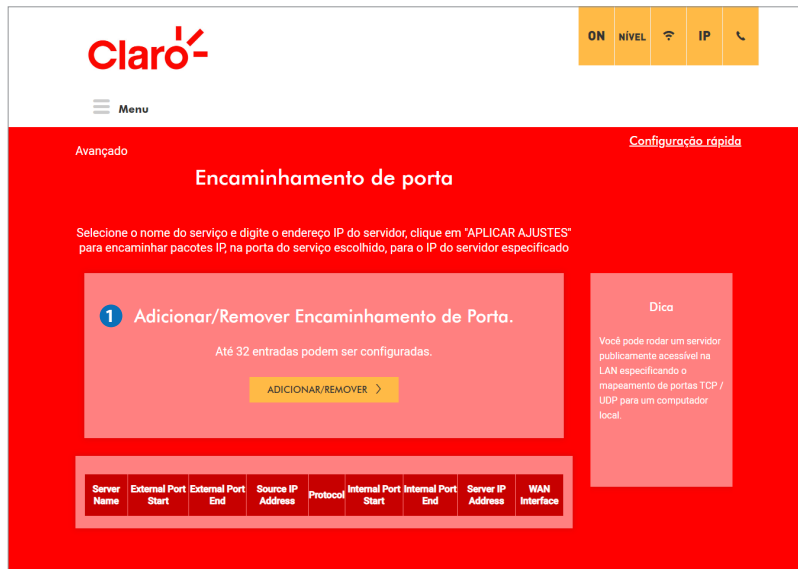 Claro
ON NÍVEL IP
Menu
Configuração rápida
Avançado
Encaminhamento de porta
Selecione o nome do serviço e digite o endereço IP do servidor, clique em "APLICAR AJUSTES"
para encaminhar pacotes IP, na porta do serviço escolhido, para o IP do servidor especificado
1 Adicionar/Remover Encaminhamento de Porta.
Até 32 entradas podem ser configuradas.
ADICIONAR/REMOVER
Dica
Você pode rodar um servidor
publicamente acessível na
LAN especificando o
mapeamento de portas TCP /
UDP para um computador
local.
Server Name External Port Start External Port End Source IP Address Protocol Internal Port Start Internal Port End Server IP Address WAN Interface